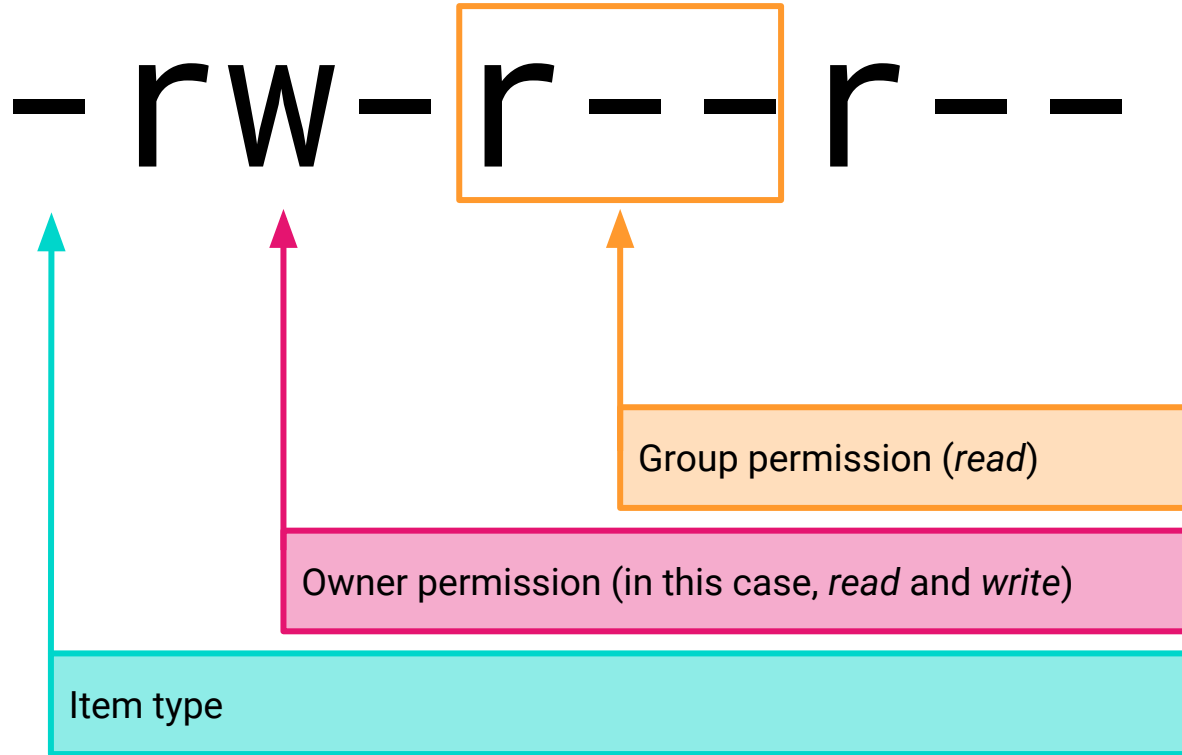 -rw-r--r--
Group permission (read)
Owner permission (in this case, read and write)
Item type